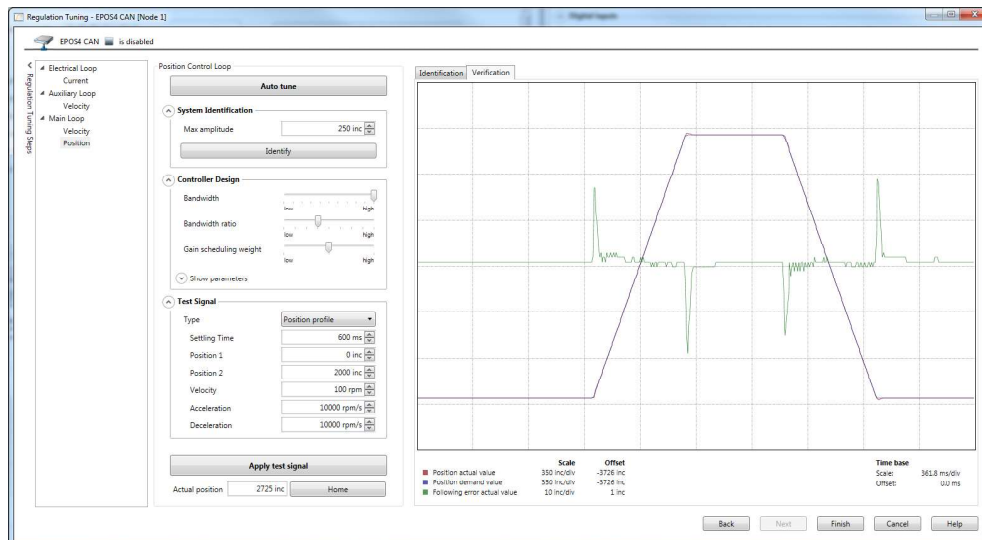 Regulation Tuning - EPOS4 CAN [Node 1]
EPOS4 CAN is disabled
Regulation Tuning Steps
Electrical Loop
Current
Auxiliary Loop
Velocity
Main Loop
Velocity
Position
Position Control Loop
Auto tune
System Identification
Max amplitude 250 inc
Identify
Controller Design
Bandwidth
low high
Bandwidth ratio
low high
Gain scheduling weight
low high
Show parameters
Test Signal
Type Position profile
Settling Time 600 ms
Position 1 0 inc
Position 2 2000 inc
Velocity 100 rpm
Acceleration 10000 rpm/s
Deceleration 10000 rpm/s
Apply test signal
Actual position 2725 inc Home
Identification Verification
Scale Offset
Position actual value 350 inc/div -3726 inc
Position demand value 350 inc/div -3726 inc
Following error actual value 10 inc/div 1 inc
Time base
Scale: 361.8 ms/div
Offset: 0.0 ms
Back Next Finish Cancel Help